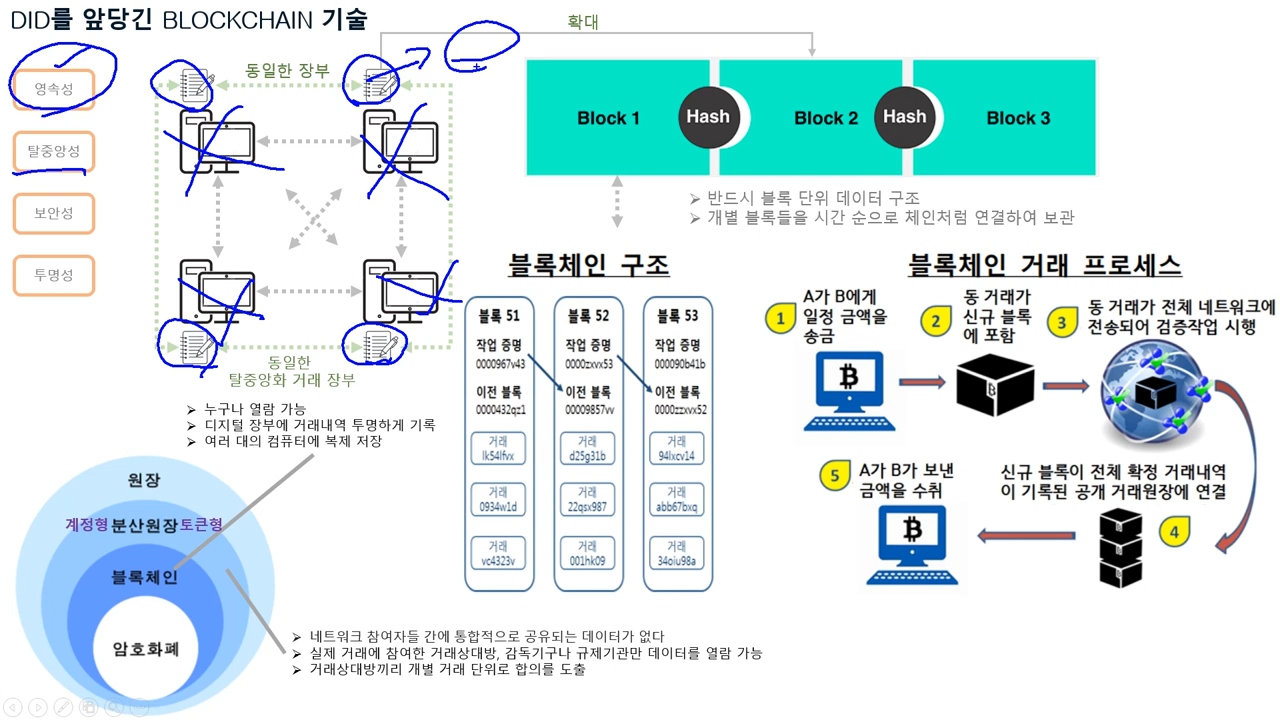 DID를 앞당긴 BLOCKCHAIN 기술
영속성
탈중앙성
보안성
투명성
동일한 장부
동일한
탈중앙화 거래 장부
➢ 누구나 열람 가능
➢ 디지털 장부에 거래내역 투명하게 기록
➢ 여러 대의 컴퓨터에 복제 저장
확대
Block 1
Hash
Block 2
Hash
Block 3
➢ 반드시 블록 단위 데이터 구조
➢ 개별 블록들을 시간 순으로 체인처럼 연결하여 보관
블록체인 구조
블록 51
작업 증명
0000967v43
이전 블록
0000432qz1
거래
lk54lfvx
거래
0934w1d
거래
vc4323v
블록 52
작업 증명
0000zxvx53
이전 블록
00009857vv
거래
d25g31b
거래
22qsx987
거래
001hk09
블록 53
작업 증명
000090b41b
이전 블록
0000zzxvx52
거래
94lxcv14
거래
abb67bxq
거래
34oiu98a
블록체인 거래 프로세스
1
A가 B에게
일정 금액을
송금
2
동 거래가
신규 블록
에 포함
3
동 거래가 전체 네트워크에
전송되어 검증작업 시행
신규 블록이 전체 확정 거래내역
이 기록된 공개 거래원장에 연결
4
5
A가 B가 보낸
금액을 수취
원장
계정형 분산원장 토큰형
블록체인
암호화폐
➢ 네트워크 참여자들 간에 통합적으로 공유되는 데이터가 없다
➢ 실제 거래에 참여한 거래상대방, 감독기구나 규제기관만 데이터를 열람 가능
➢ 거래상대방끼리 개별 거래 단위로 합의를 도출